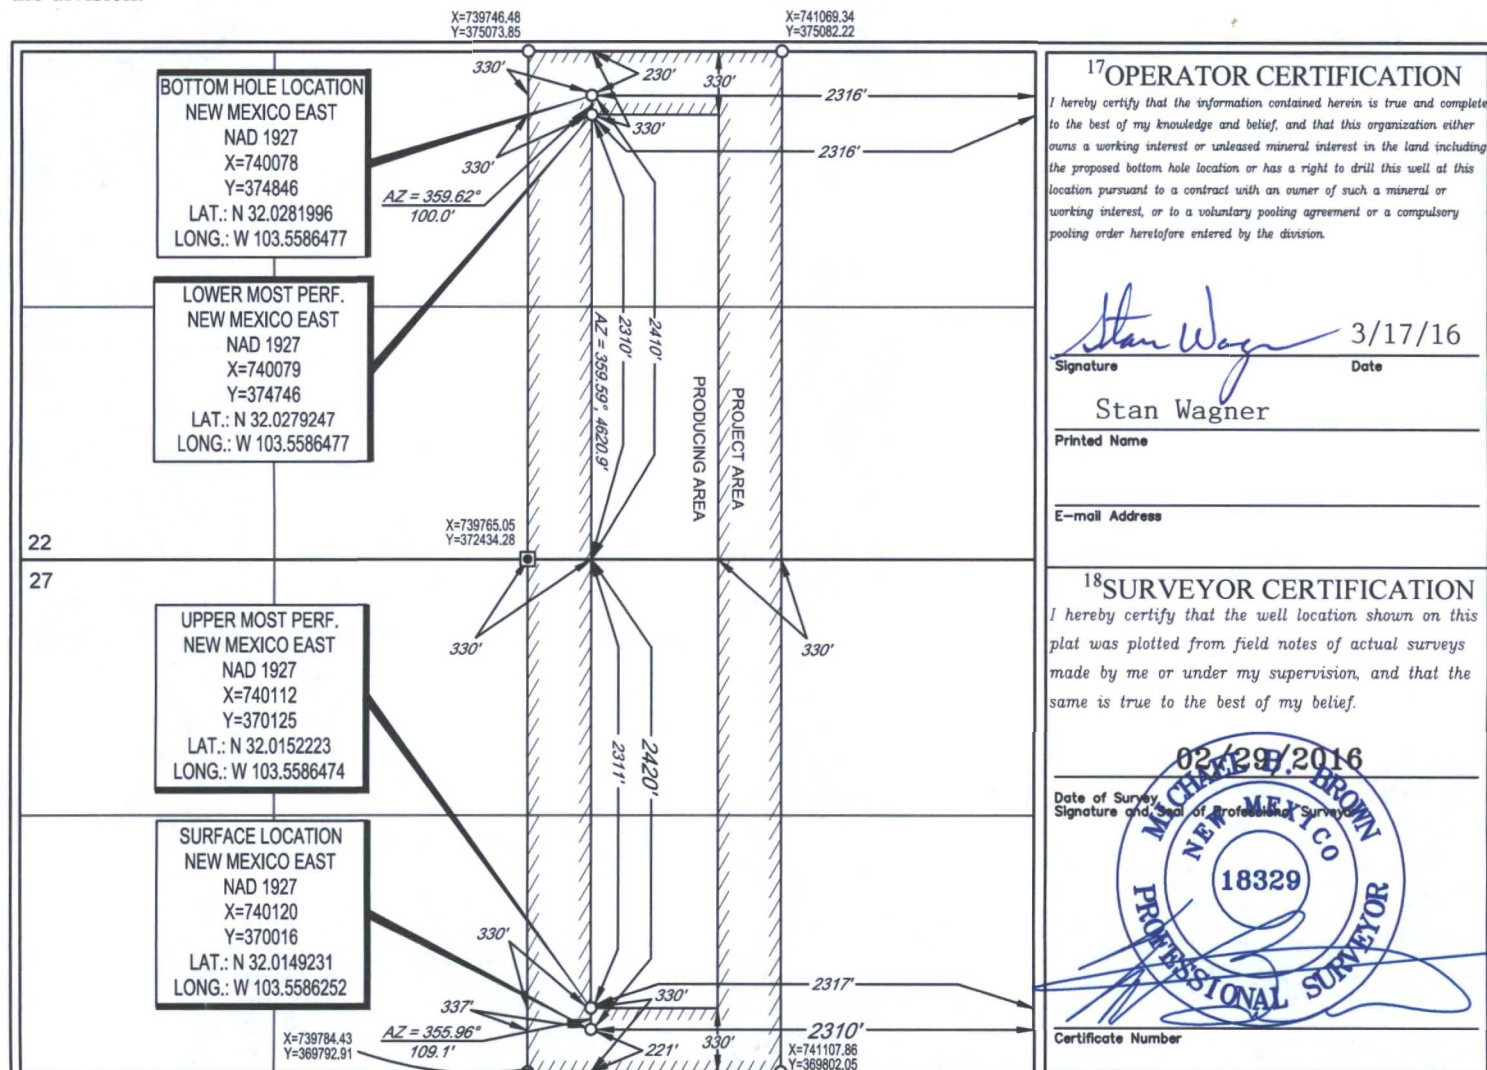 X=739746.48
Y=375073.85
X=741069.34
Y=375082.22
330'
230'
330'
2316'
330'
2316'
330'
BOTTOM HOLE LOCATION
NEW MEXICO EAST
NAD 1927
X=740078
Y=374846
LAT.: N 32.0281996
LONG.: W 103.5586477
AZ = 359.62°
100.0'
LOWER MOST PERF.
NEW MEXICO EAST
NAD 1927
X=740079
Y=374746
LAT.: N 32.0279247
LONG.: W 103.5586477
2310'
2410'
AZ = 359.59°, 4620.9'
PRODUCING AREA
PROJECT AREA
X=739765.05
Y=372434.28
22
27
330'
330'
UPPER MOST PERF.
NEW MEXICO EAST
NAD 1927
X=740112
Y=370125
LAT.: N 32.0152223
LONG.: W 103.5586474
2311'
2420'
SURFACE LOCATION
NEW MEXICO EAST
NAD 1927
X=740120
Y=370016
LAT.: N 32.0149231
LONG.: W 103.5586252
330'
337'
330'
2317'
AZ = 355.96°
109.1'
2310'
221'
330'
X=739784.43
Y=369792.91
X=741107.86
Y=369802.05
17 OPERATOR CERTIFICATION
I hereby certify that the information contained herein is true and complete
to the best of my knowledge and belief, and that this organization either
owns a working interest or unleased mineral interest in the land including
the proposed bottom hole location or has a right to drill this well at this
location pursuant to a contract with an owner of such a mineral or
working interest, or to a voluntary pooling agreement or a compulsory
pooling order heretofore entered by the division.
Stan Wagner 3/17/16
Signature Date
Stan Wagner
Printed Name
E-mail Address
18 SURVEYOR CERTIFICATION
I hereby certify that the well location shown on this
plat was plotted from field notes of actual surveys
made by me or under my supervision, and that the
same is true to the best of my belief.
02/29/2016
Date of Survey
Signature and Seal of Professional Surveyor
MICHAEL B. BROWN
NEW MEXICO
18329
PROFESSIONAL SURVEYOR
Certificate Number